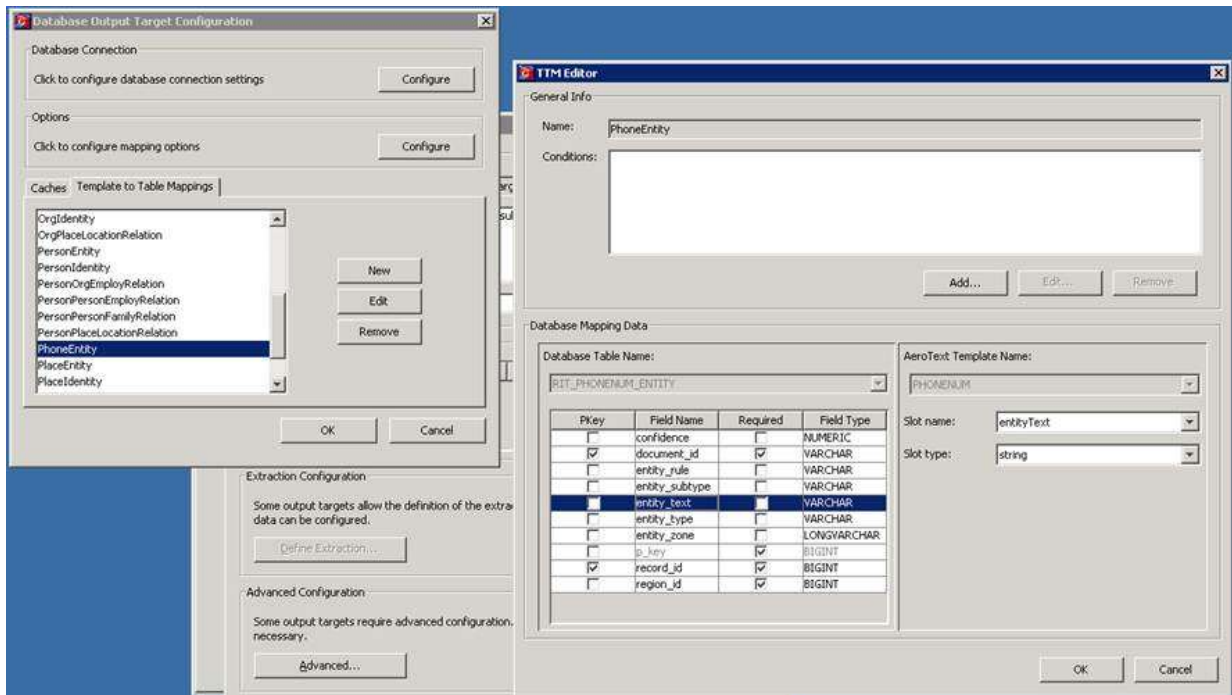 Database Output Target Configuration
Database Connection
Click to configure database connection settings
Configure
Options
Click to configure mapping options
Configure
Caches
Template to Table Mappings
OrgIdentity
OrgPlaceLocationRelation
PersonEntity
PersonIdentity
PersonOrgEmployRelation
PersonPersonEmployRelation
PersonPersonFamilyRelation
PersonPlaceLocationRelation
PhoneEntity
PlaceEntity
PlaceIdentity
New
Edit
Remove
OK
Cancel
Extraction Configuration
Some output targets allow the definition of the extra
data can be configured.
Define Extraction...
Advanced Configuration
Some output targets require advanced configuration.
necessary.
Advanced...
TTM Editor
General Info
Name:
PhoneEntity
Conditions:
Add...
Edit...
Remove
Database Mapping Data
Database Table Name:
RIT_PHONENUM_ENTITY
PKey Field Name Required Field Type
confidence NUMERIC
document_id VARCHAR
entity_rule VARCHAR
entity_subtype VARCHAR
entity_text VARCHAR
entity_type VARCHAR
entity_zone LONGVARCHAR
p_key BIGINT
record_id BIGINT
region_id BIGINT
AeroText Template Name:
PHONENUM
Slot name:
entityText
Slot type:
string
OK
Cancel